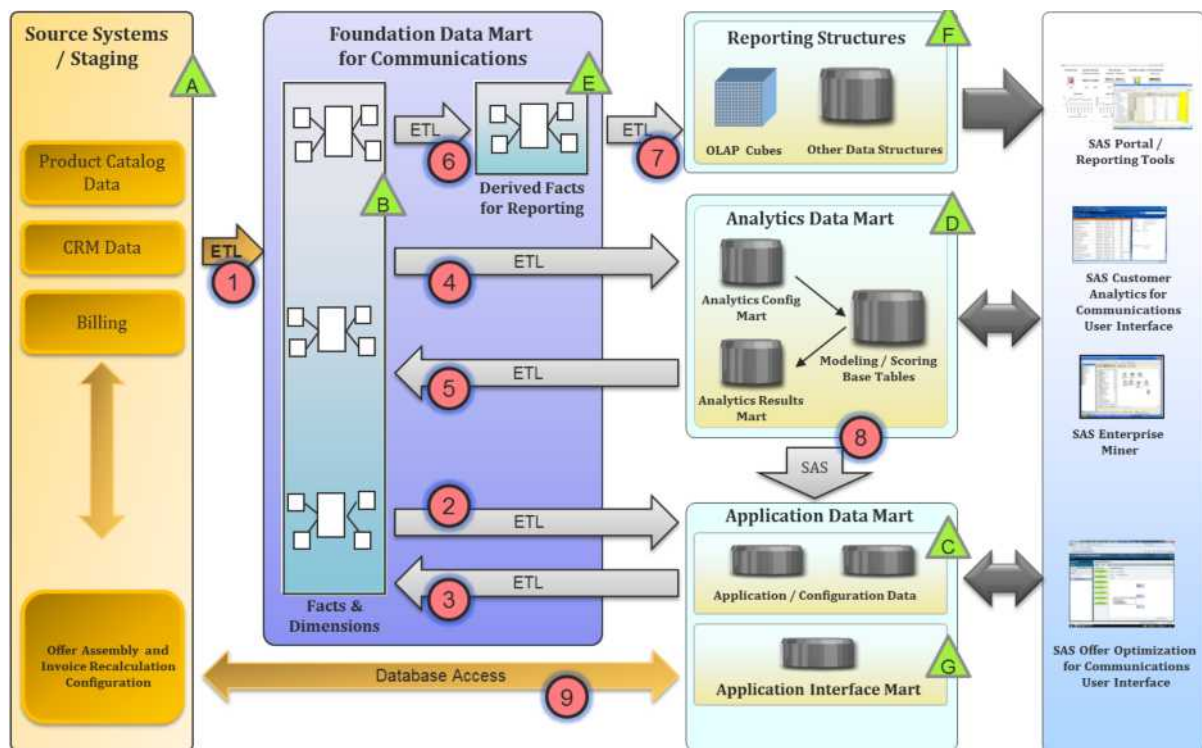 Source Systems
/ Staging
A
Product Catalog
Data
CRM Data
Billing
Offer Assembly and
Invoice Recalculation
Configuration
ETL
1
Foundation Data Mart
for Communications
B
Facts &
Dimensions
ETL
6
E
Derived Facts
for Reporting
ETL
7
ETL
4
ETL
5
ETL
2
ETL
3
Database Access
9
Reporting Structures
F
OLAP Cubes
Other Data Structures
Analytics Data Mart
D
Analytics Config
Mart
Modeling / Scoring
Base Tables
Analytics Results
Mart
8
SAS
Application Data Mart
C
Application / Configuration Data
G
Application Interface Mart
SAS Portal /
Reporting Tools
SAS Customer
Analytics for
Communications
User Interface
SAS Enterprise
Miner
SAS Offer Optimization
for Communications
User Interface